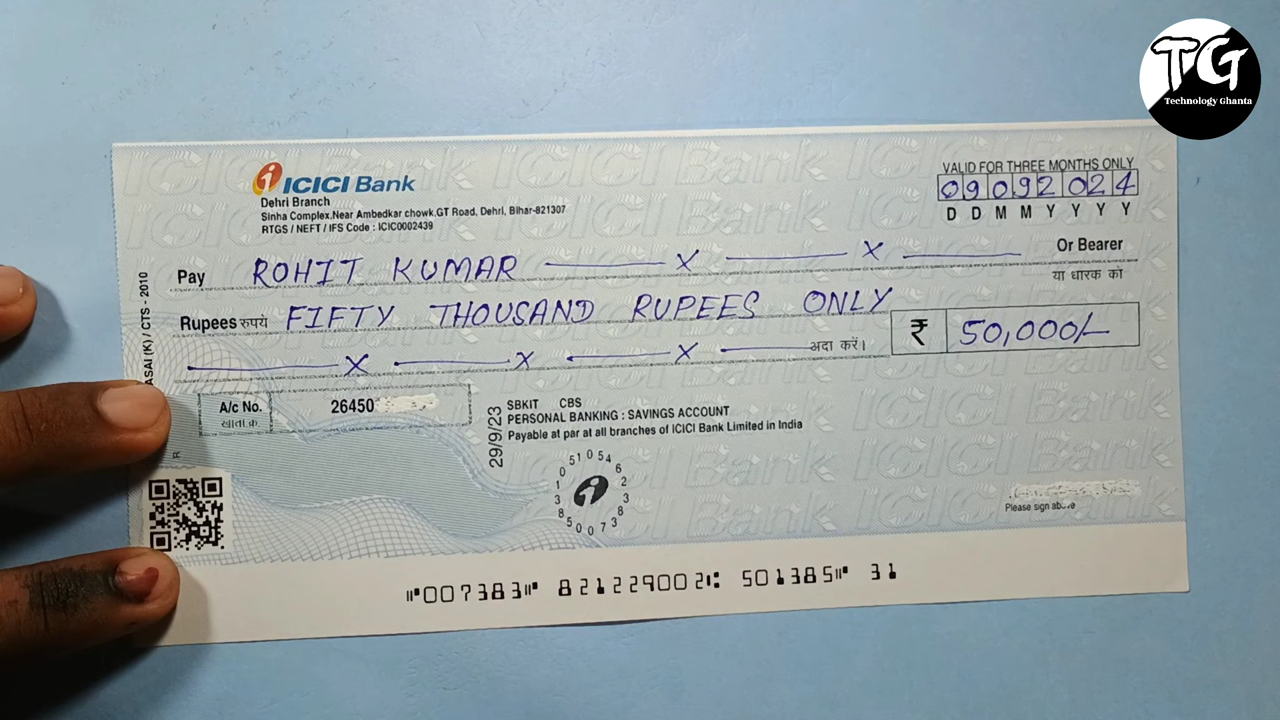 TG
Technology Ghanta
ICICI Bank
VALID FOR THREE MONTHS ONLY
09092024
D D M M Y Y Y Y
Dehri Branch
Sinha Complex,Near Ambedkar chowk,GT Road, Dehri, Bihar-821307
RTGS / NEFT / IFS Code : ICIC0002439
Pay ROHIT KUMAR Or Bearer
या धारक को
Rupees रुपये FIFTY THOUSAND RUPEES ONLY
₹ 50,000/-
अदा करें।
A/c No. 26450
खाता क्र.
SBKIT CBS
PERSONAL BANKING : SAVINGS ACCOUNT
Payable at par at all branches of ICICI Bank Limited in India
29/9/23
ASAI (K) / CTS - 2010
Please sign above
"007383" 821229002: 501385" 31